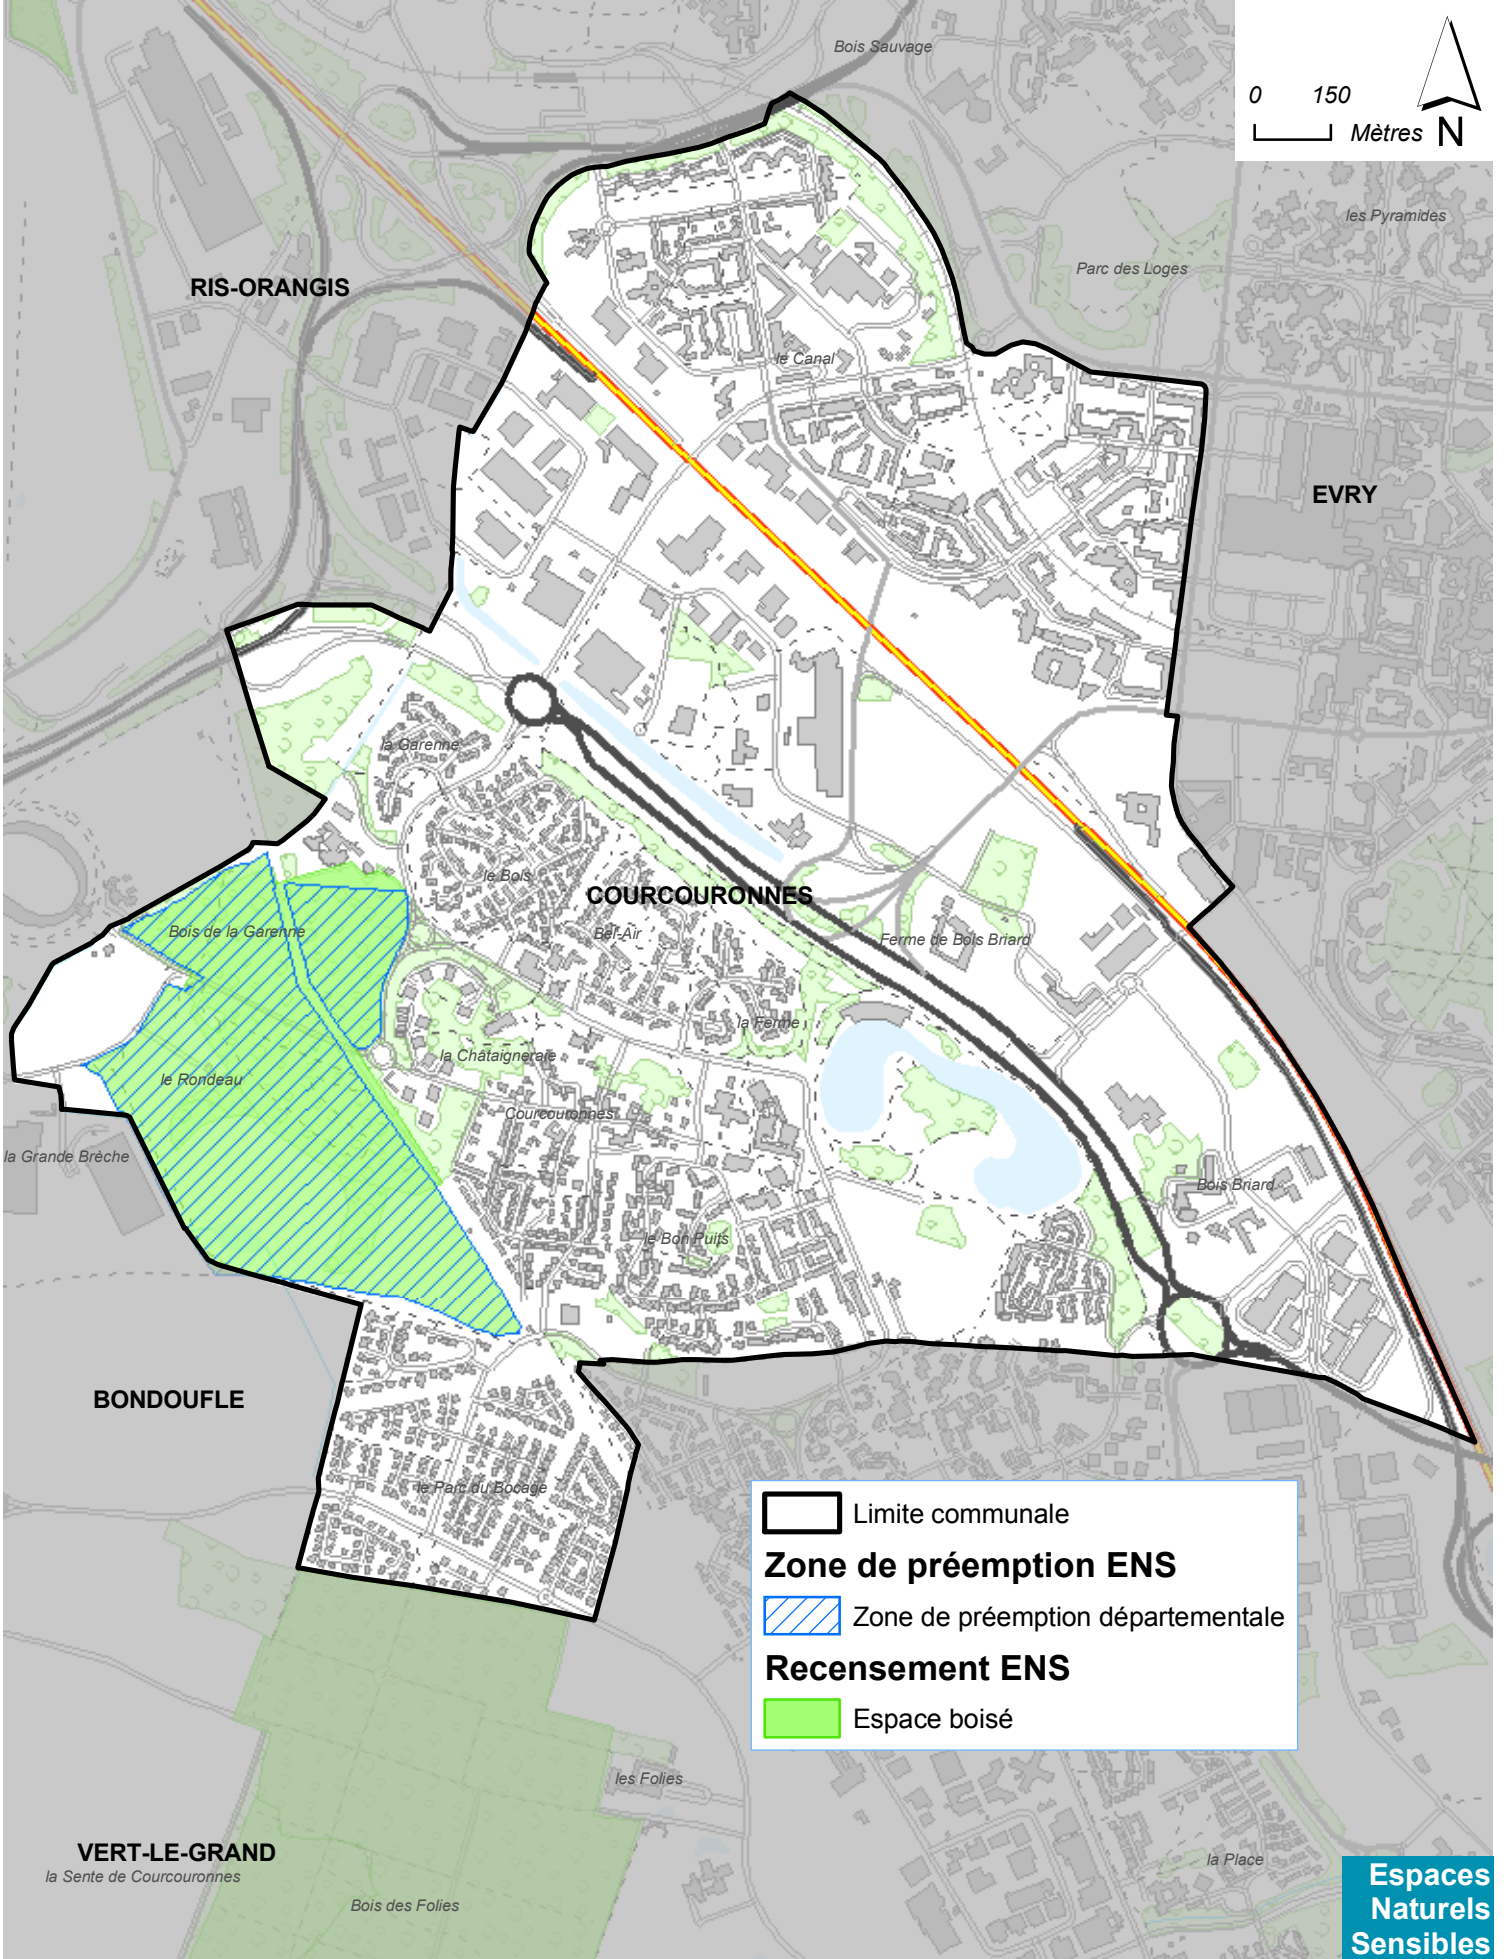 Bois Sauvage
0 150
Mètres N
les Pyramides
Parc des Loges
RIS-ORANGIS
le Canal
EVRY
la Garenne
le Bois
COURCOURONNES
Bel-Air
Bois de la Garenne
Ferme de Bois Briard
la Ferme
la Châtaigneraie
le Rondeau
Courcouronnes
la Grande Brèche
Bois Briard
le Bon Puits
BONDOUFLE
le Parc du Bocage
Limite communale
Zone de préemption ENS
Zone de préemption départementale
Recensement ENS
Espace boisé
les Folies
VERT-LE-GRAND
la Sente de Courcouronnes
la Place
Bois des Folies
Espaces
Naturels
Sensibles